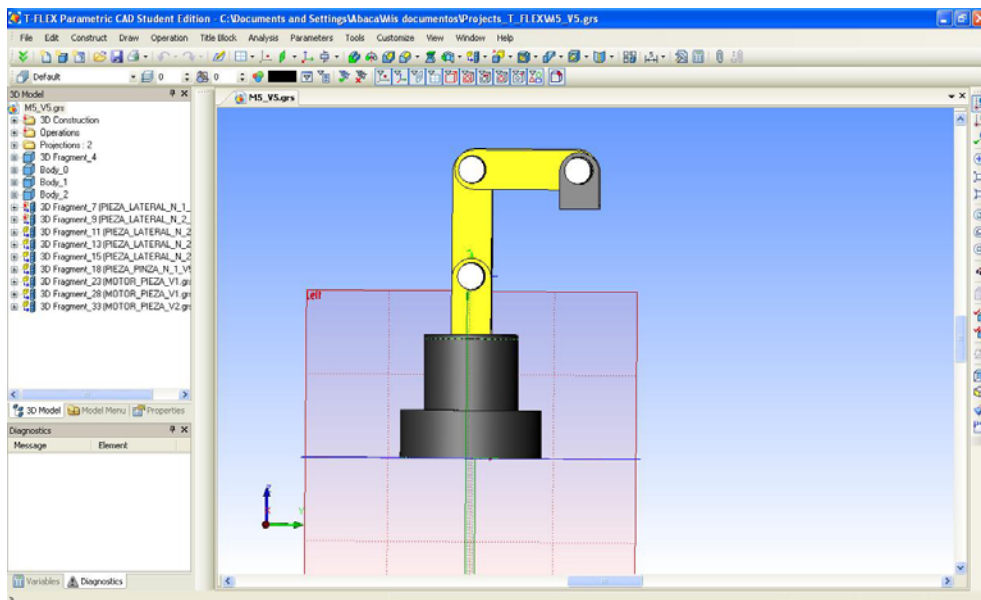 T-FLEX Parametric CAD Student Edition - C:\Documents and Settings\Abaca\Mis documentos\Projects_T_FLEX\M5_V5.grs
File Edit Construct Draw Operation Title Block Analysis Parameters Tools Customize View Window Help
Default 0 0
3D Model
M5_V5.grs
M5_V5.grs
3D Construction
Operations
Projections : 2
3D Fragment_4
Body_0
Body_1
Body_2
3D Fragment_7 (PIEZA_LATERAL_N_1_
3D Fragment_9 (PIEZA_LATERAL_N_2_
3D Fragment_11 (PIEZA_LATERAL_N_2
3D Fragment_13 (PIEZA_LATERAL_N_2
3D Fragment_15 (PIEZA_LATERAL_N_2
3D Fragment_18 (PIEZA_PINZA_N_1_V5
3D Fragment_23 (MOTOR_PIEZA_V1.grs
3D Fragment_28 (MOTOR_PIEZA_V1.grs
3D Fragment_33 (MOTOR_PIEZA_V2.grs
Left
3D Model Model Menu Properties
Diagnostics
Message Element
Z
X
Y
Variables Diagnostics